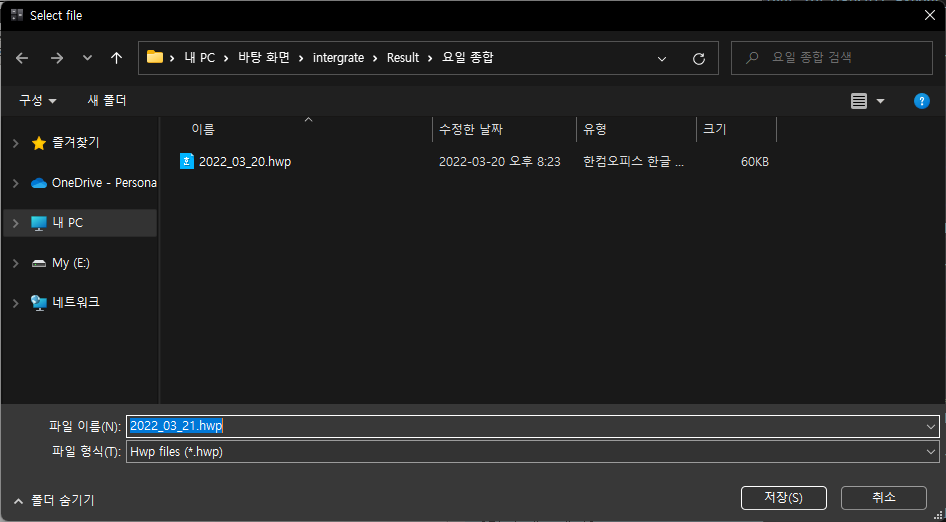 Select file
내 PC > 바탕 화면 > intergrate > Result > 요일 종합
요일 종합 검색
구성 새 폴더
이름 수정한 날짜 유형 크기
즐겨찾기
2022_03_20.hwp 2022-03-20 오후 8:23 한컴오피스 한글 ... 60KB
OneDrive - Persona
내 PC
My (E:)
네트워크
파일 이름(N): 2022_03_21.hwp
파일 형식(T): Hwp files (*.hwp)
폴더 숨기기
저장(S) 취소